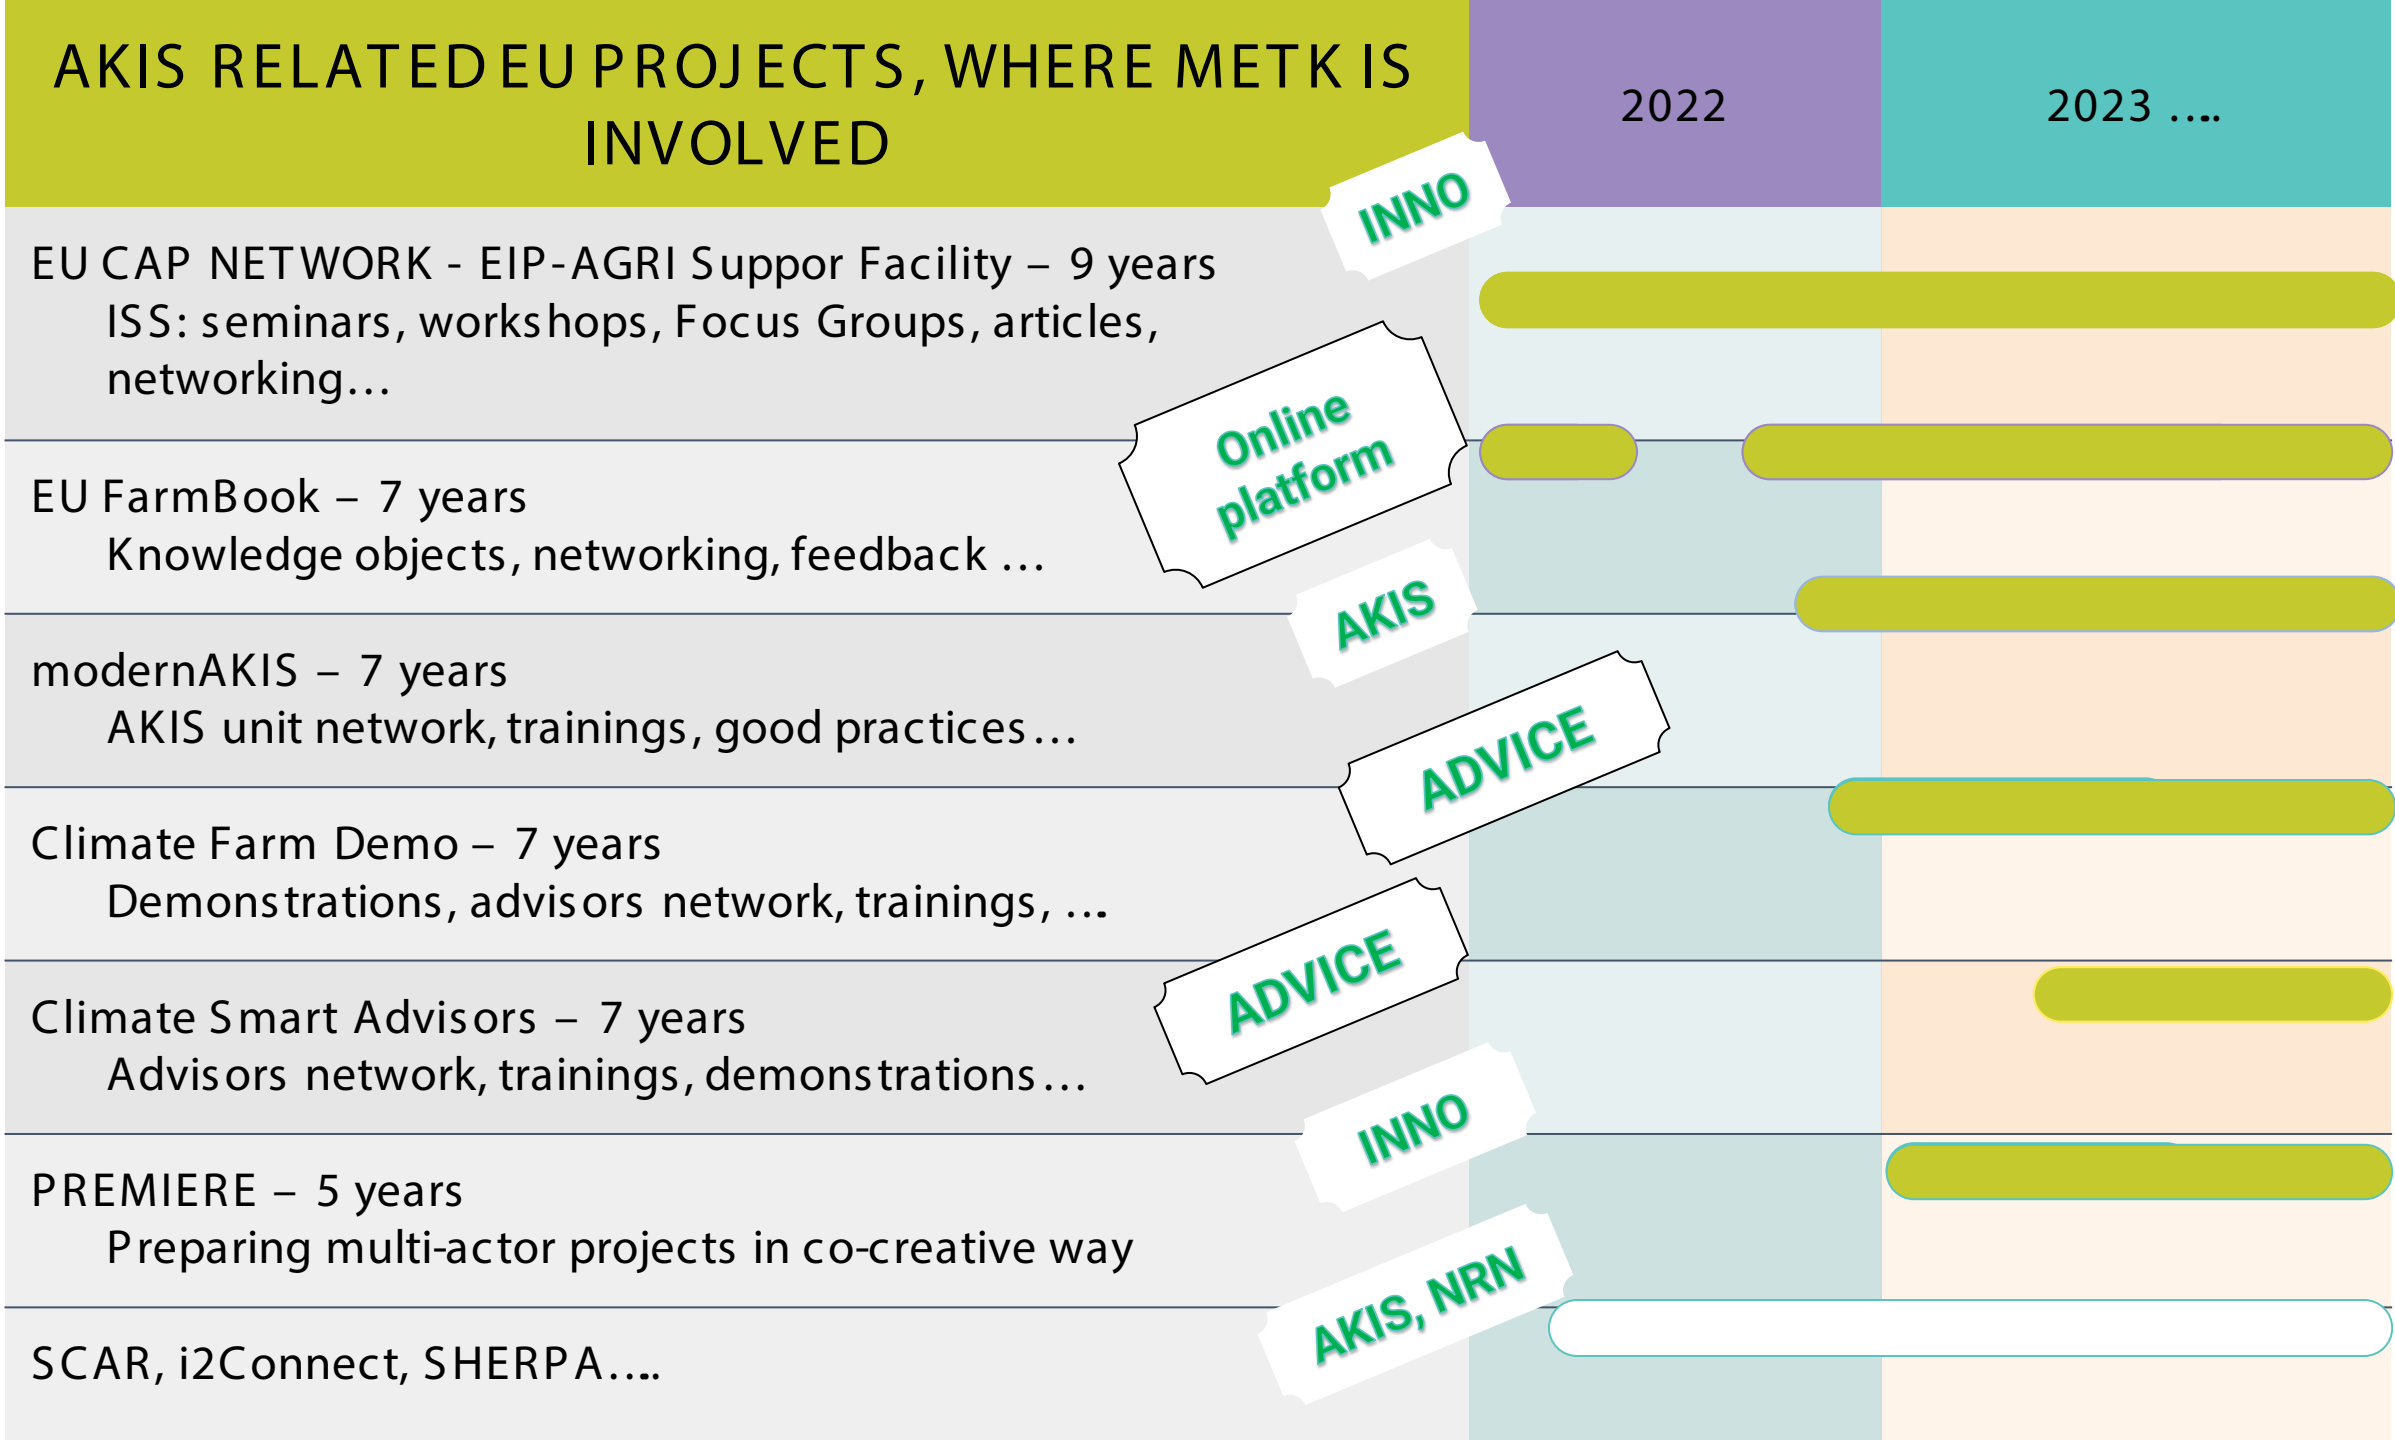 AKIS RELATED EU PROJECTS, WHERE METK IS
INVOLVED
2022
2023 ....
INNO
EU CAP NETWORK - EIP-AGRI Suppor Facility – 9 years
ISS: seminars, workshops, Focus Groups, articles,
networking...
Online
platform
EU FarmBook – 7 years
Knowledge objects, networking, feedback ...
AKIS
modernAKIS – 7 years
AKIS unit network, trainings, good practices...
ADVICE
Climate Farm Demo – 7 years
Demonstrations, advisors network, trainings, ...
ADVICE
Climate Smart Advisors – 7 years
Advisors network, trainings, demonstrations...
INNO
PREMIERE – 5 years
Preparing multi-actor projects in co-creative way
AKIS, NRN
SCAR, i2Connect, SHERPA....